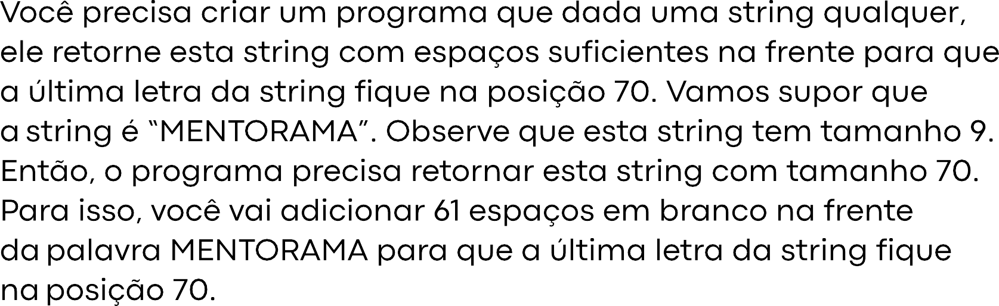 Você precisa criar um programa que dada uma string qualquer,
ele retorne esta string com espaços suficientes na frente para que
a última letra da string fique na posição 70. Vamos supor que
a string é “MENTORAMA”. Observe que esta string tem tamanho 9.
Então, o programa precisa retornar esta string com tamanho 70.
Para isso, você vai adicionar 61 espaços em branco na frente
da palavra MENTORAMA para que a última letra da string fique
na posição 70.